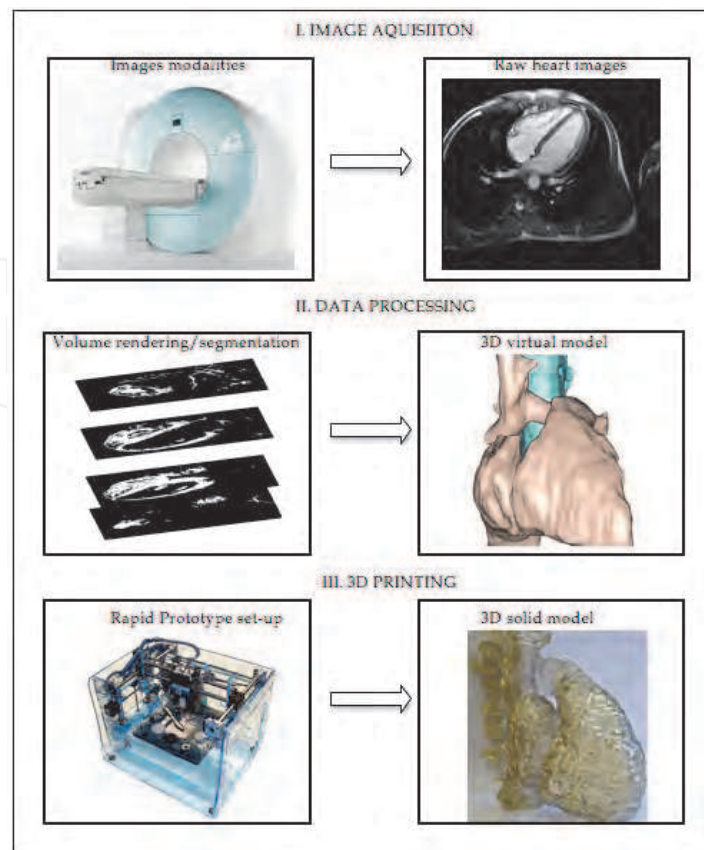 I. IMAGE AQUISIITON
Images modalities
Raw heart images
II. DATA PROCESSING
Volume rendering/segmentation
3D virtual model
III. 3D PRINTING
Rapid Prototype set-up
3D solid model